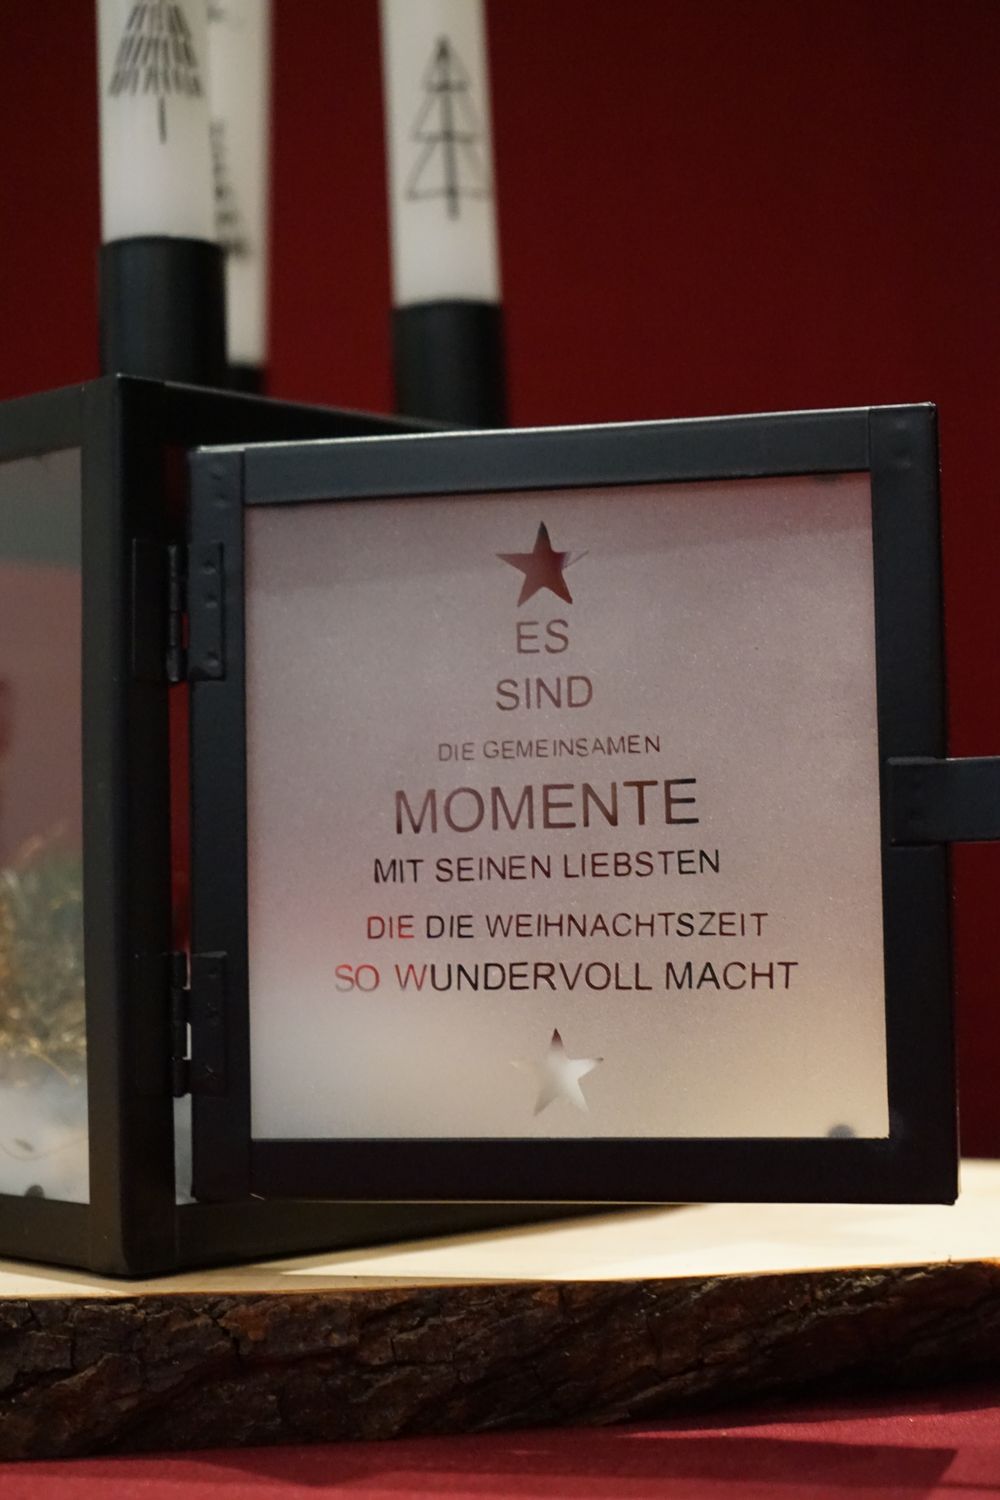 ES
SIND
DIE GEMEINSAMEN
MOMENTE
MIT SEINEN LIEBSTEN
DIE DIE WEIHNACHTSZEIT
SO WUNDERVOLL MACHT